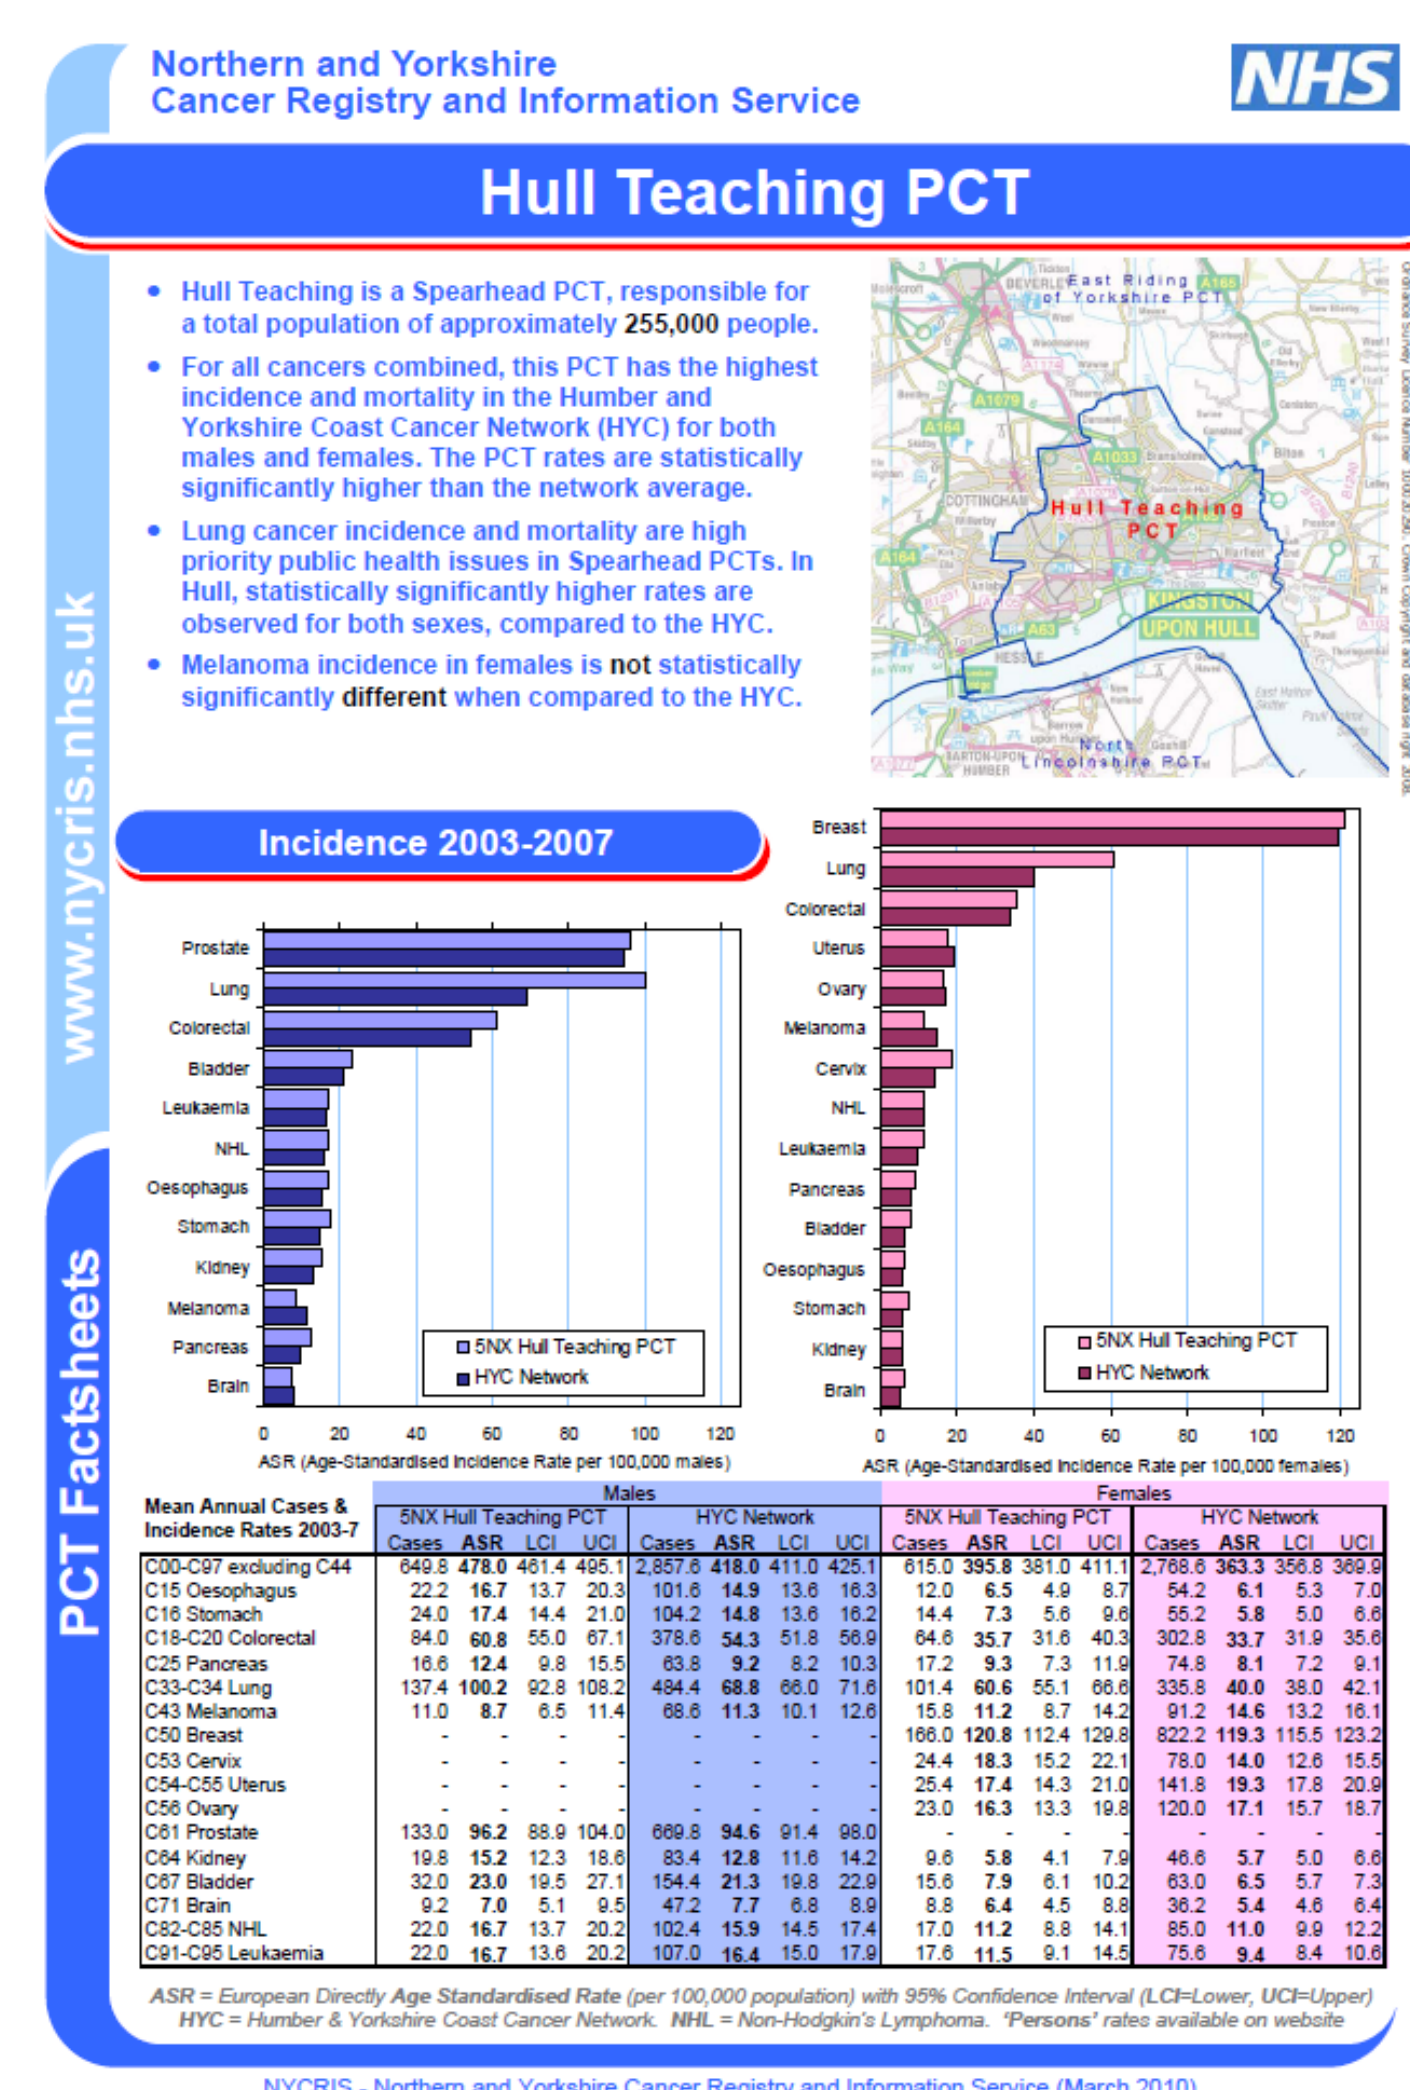 Northern and Yorkshire
Cancer Registry and Information Service
NHS
Hull Teaching PCT
www.nycris.nhs.uk
PCT Factsheets
• Hull Teaching is a Spearhead PCT, responsible for
a total population of approximately 255,000 people.
• For all cancers combined, this PCT has the highest
incidence and mortality in the Humber and
Yorkshire Coast Cancer Network (HYC) for both
males and females. The PCT rates are statistically
significantly higher than the network average.
• Lung cancer incidence and mortality are high
priority public health issues in Spearhead PCTs. In
Hull, statistically significantly higher rates are
observed for both sexes, compared to the HYC.
• Melanoma incidence in females is not statistically
significantly different when compared to the HYC.
East Riding
of Yorkshire PCT
BEVERLEY
A165
A1174
A1079
A164
A1033
COTTINGHAM
Hull Teaching
PCT
A164
KINGSTON
UPON HULL
A63
HESSLE
North
Lincolnshire PCT
BARTON-UPON
HUMBER
Incidence 2003-2007
Prostate
Lung
Colorectal
Bladder
Leukaemia
NHL
Oesophagus
Stomach
Kidney
Melanoma
Pancreas
Brain
5NX Hull Teaching PCT
HYC Network
0 20 40 60 80 100 120
ASR (Age-Standardised Incidence Rate per 100,000 males)
Breast
Lung
Colorectal
Uterus
Ovary
Melanoma
Cervix
NHL
Leukaemia
Pancreas
Bladder
Oesophagus
Stomach
Kidney
Brain
5NX Hull Teaching PCT
HYC Network
0 20 40 60 80 100 120
ASR (Age-Standardised Incidence Rate per 100,000 females)
Mean Annual Cases &
Incidence Rates 2003-7
Males Females
5NX Hull Teaching PCT HYC Network 5NX Hull Teaching PCT HYC Network
Cases ASR LCI UCI Cases ASR LCI UCI Cases ASR LCI UCI Cases ASR LCI UCI
C00-C97 excluding C44 649.8 478.0 461.4 495.1 2,857.6 418.0 411.0 425.1 615.0 395.8 381.0 411.1 2,768.6 363.3 356.8 369.9
C15 Oesophagus 22.2 16.7 13.7 20.3 101.6 14.9 13.6 16.3 12.0 6.5 4.9 8.7 54.2 6.1 5.3 7.0
C16 Stomach 24.0 17.4 14.4 21.0 104.2 14.8 13.6 16.2 14.4 7.3 5.6 9.6 55.2 5.8 5.0 6.6
C18-C20 Colorectal 84.0 60.8 55.0 67.1 378.6 54.3 51.8 56.9 64.6 35.7 31.6 40.3 302.8 33.7 31.9 35.6
C25 Pancreas 16.6 12.4 9.8 15.5 63.8 9.2 8.2 10.3 17.2 9.3 7.3 11.9 74.8 8.1 7.2 9.1
C33-C34 Lung 137.4 100.2 92.8 108.2 484.4 68.8 66.0 71.6 101.4 60.6 55.1 66.6 335.8 40.0 38.0 42.1
C43 Melanoma 11.0 8.7 6.5 11.4 68.6 11.3 10.1 12.6 15.8 11.2 8.7 14.2 91.2 14.6 13.2 16.1
C50 Breast - - - - - - - - 166.0 120.8 112.4 129.8 822.2 119.3 115.5 123.2
C53 Cervix - - - - - - - - 24.4 18.3 15.2 22.1 78.0 14.0 12.6 15.5
C54-C55 Uterus - - - - - - - - 25.4 17.4 14.3 21.0 141.8 19.3 17.8 20.9
C56 Ovary - - - - - - - - 23.0 16.3 13.3 19.8 120.0 17.1 15.7 18.7
C61 Prostate 133.0 96.2 88.9 104.0 669.8 94.6 91.4 98.0 - - - - - - - -
C64 Kidney 19.8 15.2 12.3 18.6 83.4 12.8 11.6 14.2 9.6 5.8 4.1 7.9 46.6 5.7 5.0 6.6
C67 Bladder 32.0 23.0 19.5 27.1 154.4 21.3 19.8 22.9 15.6 7.9 6.1 10.2 63.0 6.5 5.7 7.3
C71 Brain 9.2 7.0 5.1 9.5 47.2 7.7 6.8 8.9 8.8 6.4 4.5 8.8 36.2 5.4 4.6 6.4
C82-C85 NHL 22.0 16.7 13.7 20.2 102.4 15.9 14.5 17.4 17.0 11.2 8.8 14.1 85.0 11.0 9.9 12.2
C91-C95 Leukaemia 22.0 16.7 13.6 20.2 107.0 16.4 15.0 17.9 17.6 11.5 9.1 14.5 75.6 9.4 8.4 10.6
ASR = European Directly Age Standardised Rate (per 100,000 population) with 95% Confidence Interval (LCI=Lower, UCI=Upper)
HYC = Humber & Yorkshire Coast Cancer Network. NHL = Non-Hodgkin's Lymphoma. 'Persons' rates available on website
NYCRIS - Northern and Yorkshire Cancer Registry and Information Service (March 2010)